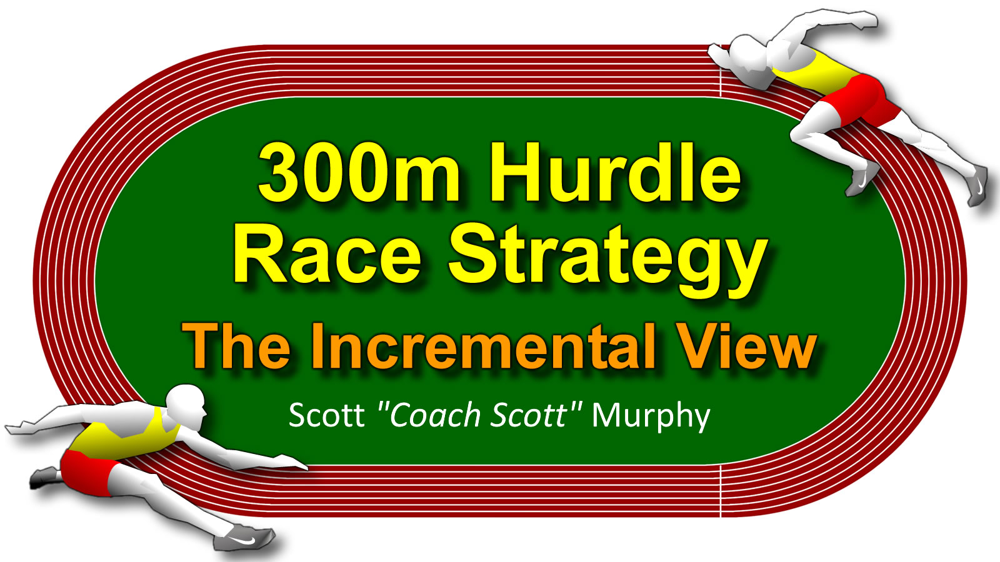 300m Hurdle
Race Strategy
The Incremental View
Scott "Coach Scott" Murphy